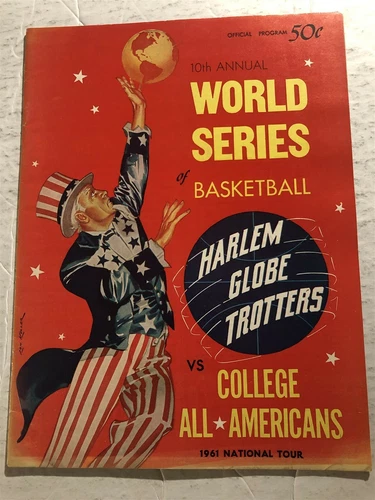 OFFICIAL PROGRAM 50¢
10th ANNUAL
WORLD
SERIES
of
BASKETBALL
HARLEM
GLOBE
TROTTERS
VS
COLLEGE
ALL★AMERICANS
1961 NATIONAL TOUR